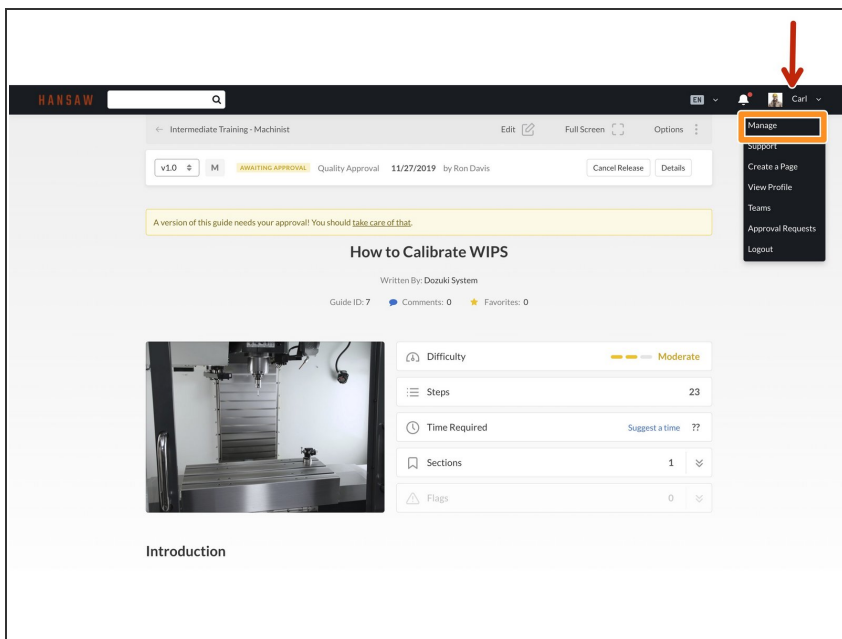 HANSAW EN Carl
← Intermediate Training - Machinist Edit Full Screen Options
Manage
Support
Create a Page
View Profile
Teams
Approval Requests
Logout
v1.0 M AWAITING APPROVAL Quality Approval 11/27/2019 by Ron Davis Cancel Release Details
A version of this guide needs your approval! You should take care of that.
How to Calibrate WIPS
Written By: Dozuki System
Guide ID: 7 Comments: 0 Favorites: 0
Difficulty Moderate
Steps 23
Time Required Suggest a time ??
Sections 1
Flags 0
Introduction